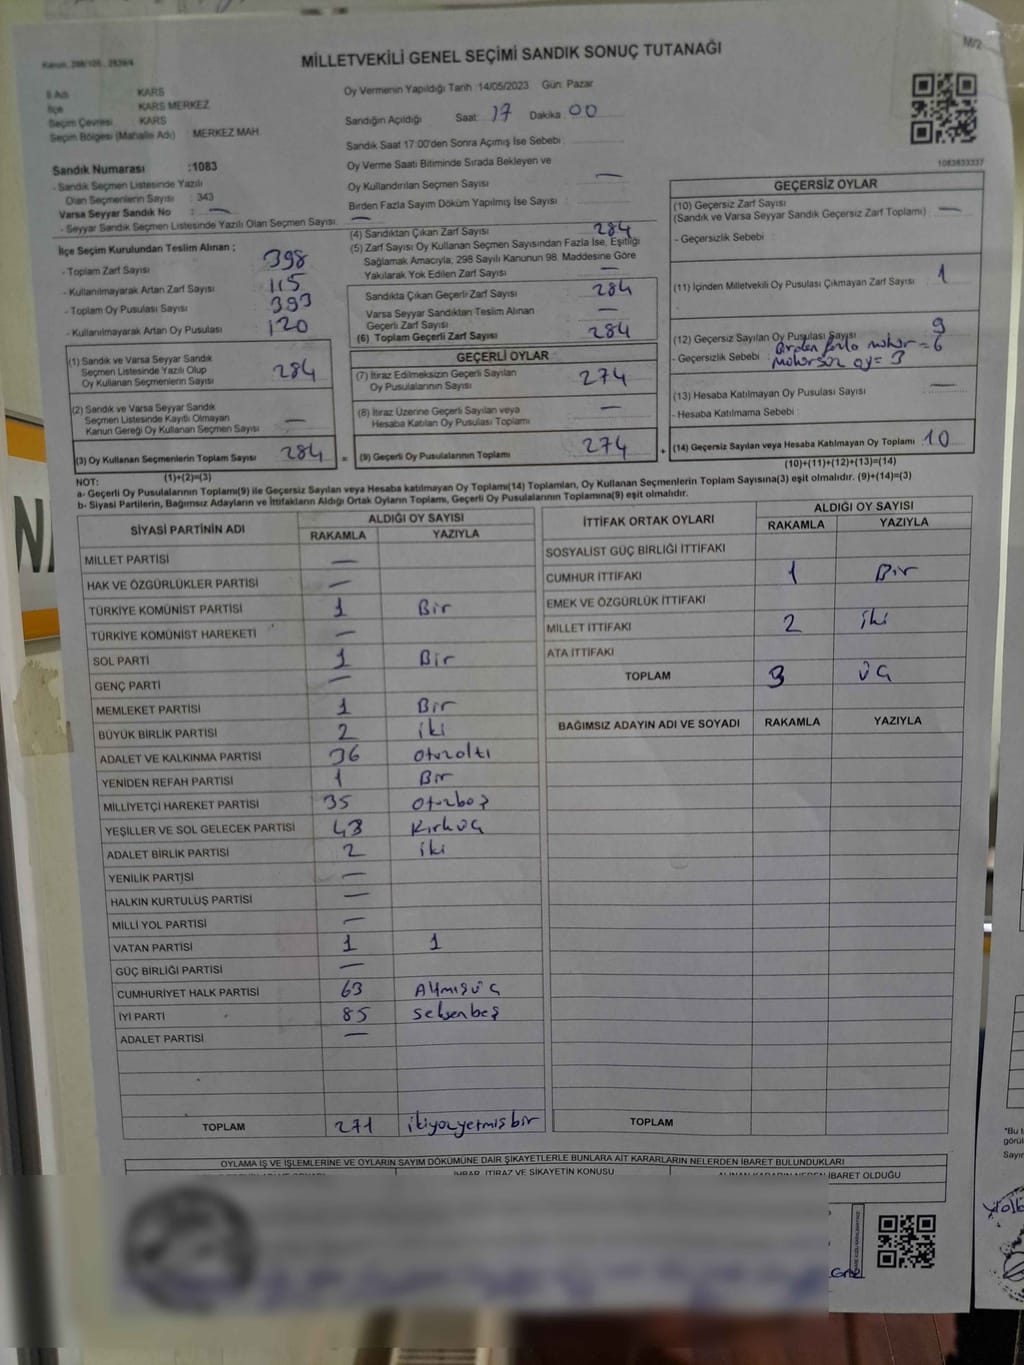 MİLLETVEKİLİ GENEL SEÇİMİ SANDIK SONUÇ TUTANAĞI
M/2
İl Adı : KARS
İlçe : KARS MERKEZ
Seçim Çevresi : KARS
Seçim Bölgesi (Mahalle Adı) : MERKEZ MAH.
Sandık Numarası :1083
- Sandık Seçmen Listesinde Yazılı
Olan Seçmenlerin Sayısı : 343
Varsa Seyyar Sandık No : —
- Seyyar Sandık Seçmen Listesinde Yazılı Olan Seçmen Sayısı : —
Oy Vermenin Yapıldığı Tarih :14/05/2023 Gün: Pazar
Sandığın Açıldığı Saat: 17 Dakika : 00
Sandık Saat 17:00'den Sonra Açımış İse Sebebi :
Oy Verme Saati Bitiminde Sırada Bekleyen ve
Oy Kullandırılan Seçmen Sayısı : —
Birden Fazla Sayım Döküm Yapılmış İse Sayısı :
1083833337
İlçe Seçim Kurulundan Teslim Alınan ;
- Toplam Zarf Sayısı : 398
- Kullanılmayarak Artan Zarf Sayısı : 115
- Toplam Oy Pusulası Sayısı : 393
- Kullanılmayarak Artan Oy Pusulası : 120
(1) Sandık ve Varsa Seyyar Sandık
Seçmen Listesinde Yazılı Olup
Oy Kullanan Seçmenlerin Sayısı : 284
(2) Sandık ve Varsa Seyyar Sandık
Seçmen Listesinde Kayıtlı Olmayan
Kanun Gereği Oy Kullanan Seçmen Sayısı : —
(3) Oy Kullanan Seçmenlerin Toplam Sayısı : 284
(1)+(2)=(3)
(4) Sandıktan Çıkan Zarf Sayısı : 284
(5) Zarf Sayısı Oy Kullanan Seçmen Sayısından Fazla İse, Eşitliği
Sağlamak Amacıyla, 298 Sayılı Kanunun 98. Maddesine Göre
Yakılarak Yok Edilen Zarf Sayısı : —
Sandıkta Çıkan Geçerli Zarf Sayısı : 284
Varsa Seyyar Sandıktan Teslim Alınan
Geçerli Zarf Sayısı : —
(6) Toplam Geçerli Zarf Sayısı : 284
GEÇERLİ OYLAR
(7) İtiraz Edilmeksizin Geçerli Sayılan
Oy Pusulalarının Sayısı : 274
(8) İtiraz Üzerine Geçerli Sayılan veya
Hesaba Katılan Oy Pusulası Toplamı : —
= (9) Geçerli Oy Pusulalarının Toplamı : 274
GEÇERSİZ OYLAR
(10) Geçersiz Zarf Sayısı
(Sandık ve Varsa Seyyar Sandık Geçersiz Zarf Toplamı) : —
- Geçersizlik Sebebi :
(11) İçinden Milletvekili Oy Pusulası Çıkmayan Zarf Sayısı : 1
(12) Geçersiz Sayılan Oy Pusulası Sayısı : 9
- Geçersizlik Sebebi : Birden fazla mühür = 6
Mühürsüz oy = 3
(13) Hesaba Katılmayan Oy Pusulası Sayısı : —
- Hesaba Katılmama Sebebi :
+ (14) Geçersiz Sayılan veya Hesaba Katılmayan Oy Toplamı : 10
(10)+(11)+(12)+(13)=(14)
NOT:
a- Geçerli Oy Pusulalarının Toplamı(9) ile Geçersiz Sayılan veya Hesaba katılmayan Oy Toplamı(14) Toplamları, Oy Kullanan Seçmenlerin Toplam Sayısına(3) eşit olmalıdır. (9)+(14)=(3)
b- Siyasi Partilerin, Bağımsız Adayların ve İttifakların Aldığı Ortak Oyların Toplamı, Geçerli Oy Pusulalarının Toplamına(9) eşit olmalıdır.
SİYASİ PARTİNİN ADI ALDIĞI OY SAYISI
RAKAMLA YAZIYLA
MİLLET PARTİSİ —
HAK VE ÖZGÜRLÜKLER PARTİSİ —
TÜRKİYE KOMÜNİST PARTİSİ 1 Bir
TÜRKİYE KOMÜNİST HAREKETİ —
SOL PARTİ 1 Bir
GENÇ PARTİ —
MEMLEKET PARTİSİ 1 Bir
BÜYÜK BİRLİK PARTİSİ 2 iki
ADALET VE KALKINMA PARTİSİ 36 otuzaltı
YENİDEN REFAH PARTİSİ 1 Bir
MİLLİYETÇİ HAREKET PARTİSİ 35 otuzbeş
YEŞİLLER VE SOL GELECEK PARTİSİ 43 Kırküç
ADALET BİRLİK PARTİSİ 2 iki
YENİLİK PARTİSİ —
HALKIN KURTULUŞ PARTİSİ —
MİLLİ YOL PARTİSİ —
VATAN PARTİSİ 1 1
GÜÇ BİRLİĞİ PARTİSİ —
CUMHURİYET HALK PARTİSİ 63 Altmışüç
İYİ PARTİ 85 seksenbeş
ADALET PARTİSİ —
TOPLAM 271 ikiyüzyetmişbir
İTTİFAK ORTAK OYLARI ALDIĞI OY SAYISI
RAKAMLA YAZIYLA
SOSYALİST GÜÇ BİRLİĞİ İTTİFAKI
CUMHUR İTTİFAKI 1 Bir
EMEK VE ÖZGÜRLÜK İTTİFAKI
MİLLET İTTİFAKI 2 iki
ATA İTTİFAKI
TOPLAM 3 üç
BAĞIMSIZ ADAYIN ADI VE SOYADI RAKAMLA YAZIYLA
TOPLAM
OYLAMA İŞ VE İŞLEMLERİNE VE OYLARIN SAYIM DÖKÜMÜNE DAİR ŞİKAYETLERLE BUNLARA AİT KARARLARIN NELERDEN İBARET BULUNDUKLARI
İHBAR, İTİRAZ VE ŞİKAYETİN KONUSU
İBARET OLDUĞU